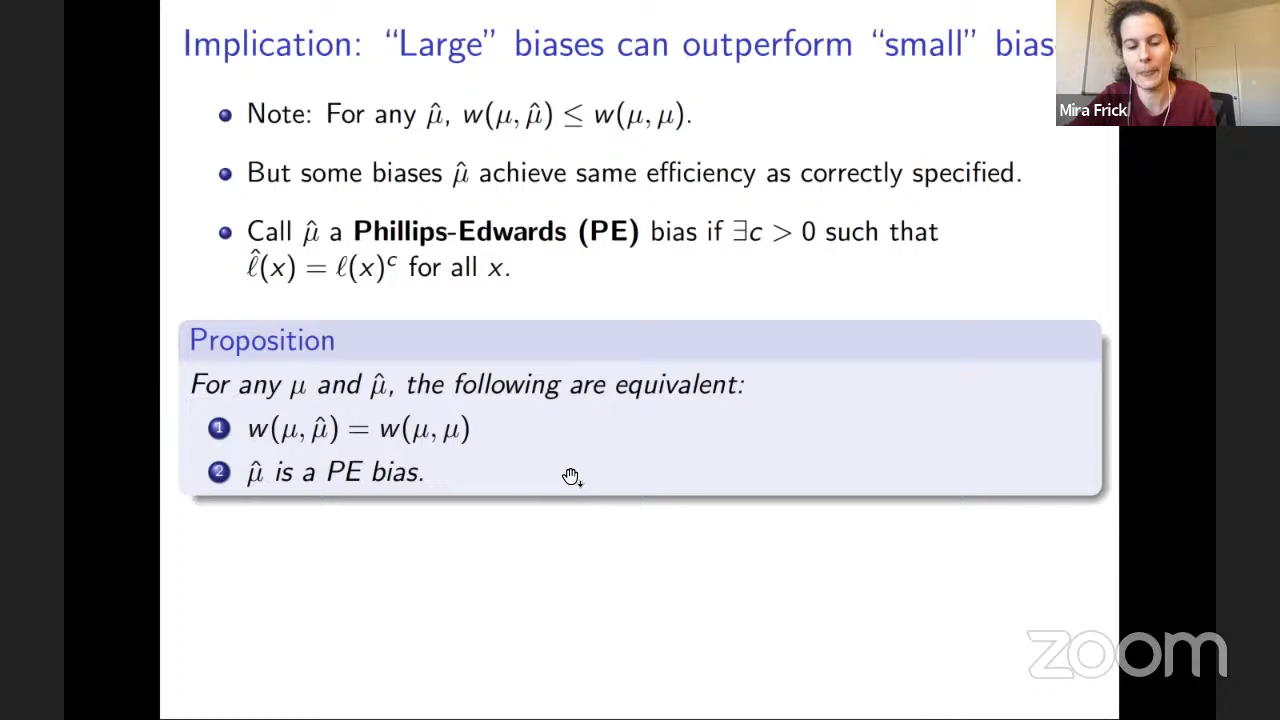 Implication: “Large” biases can outperform “small” bias
Mira Frick
Note: For any μ̂, w(μ, μ̂) ≤ w(μ, μ).
But some biases μ̂ achieve same efficiency as correctly specified.
Call μ̂ a Phillips-Edwards (PE) bias if ∃c > 0 such that
ℓ̂(x) = ℓ(x)ᶜ for all x.
Proposition
For any μ and μ̂, the following are equivalent:
1 w(μ, μ̂) = w(μ, μ)
2 μ̂ is a PE bias.
zoom